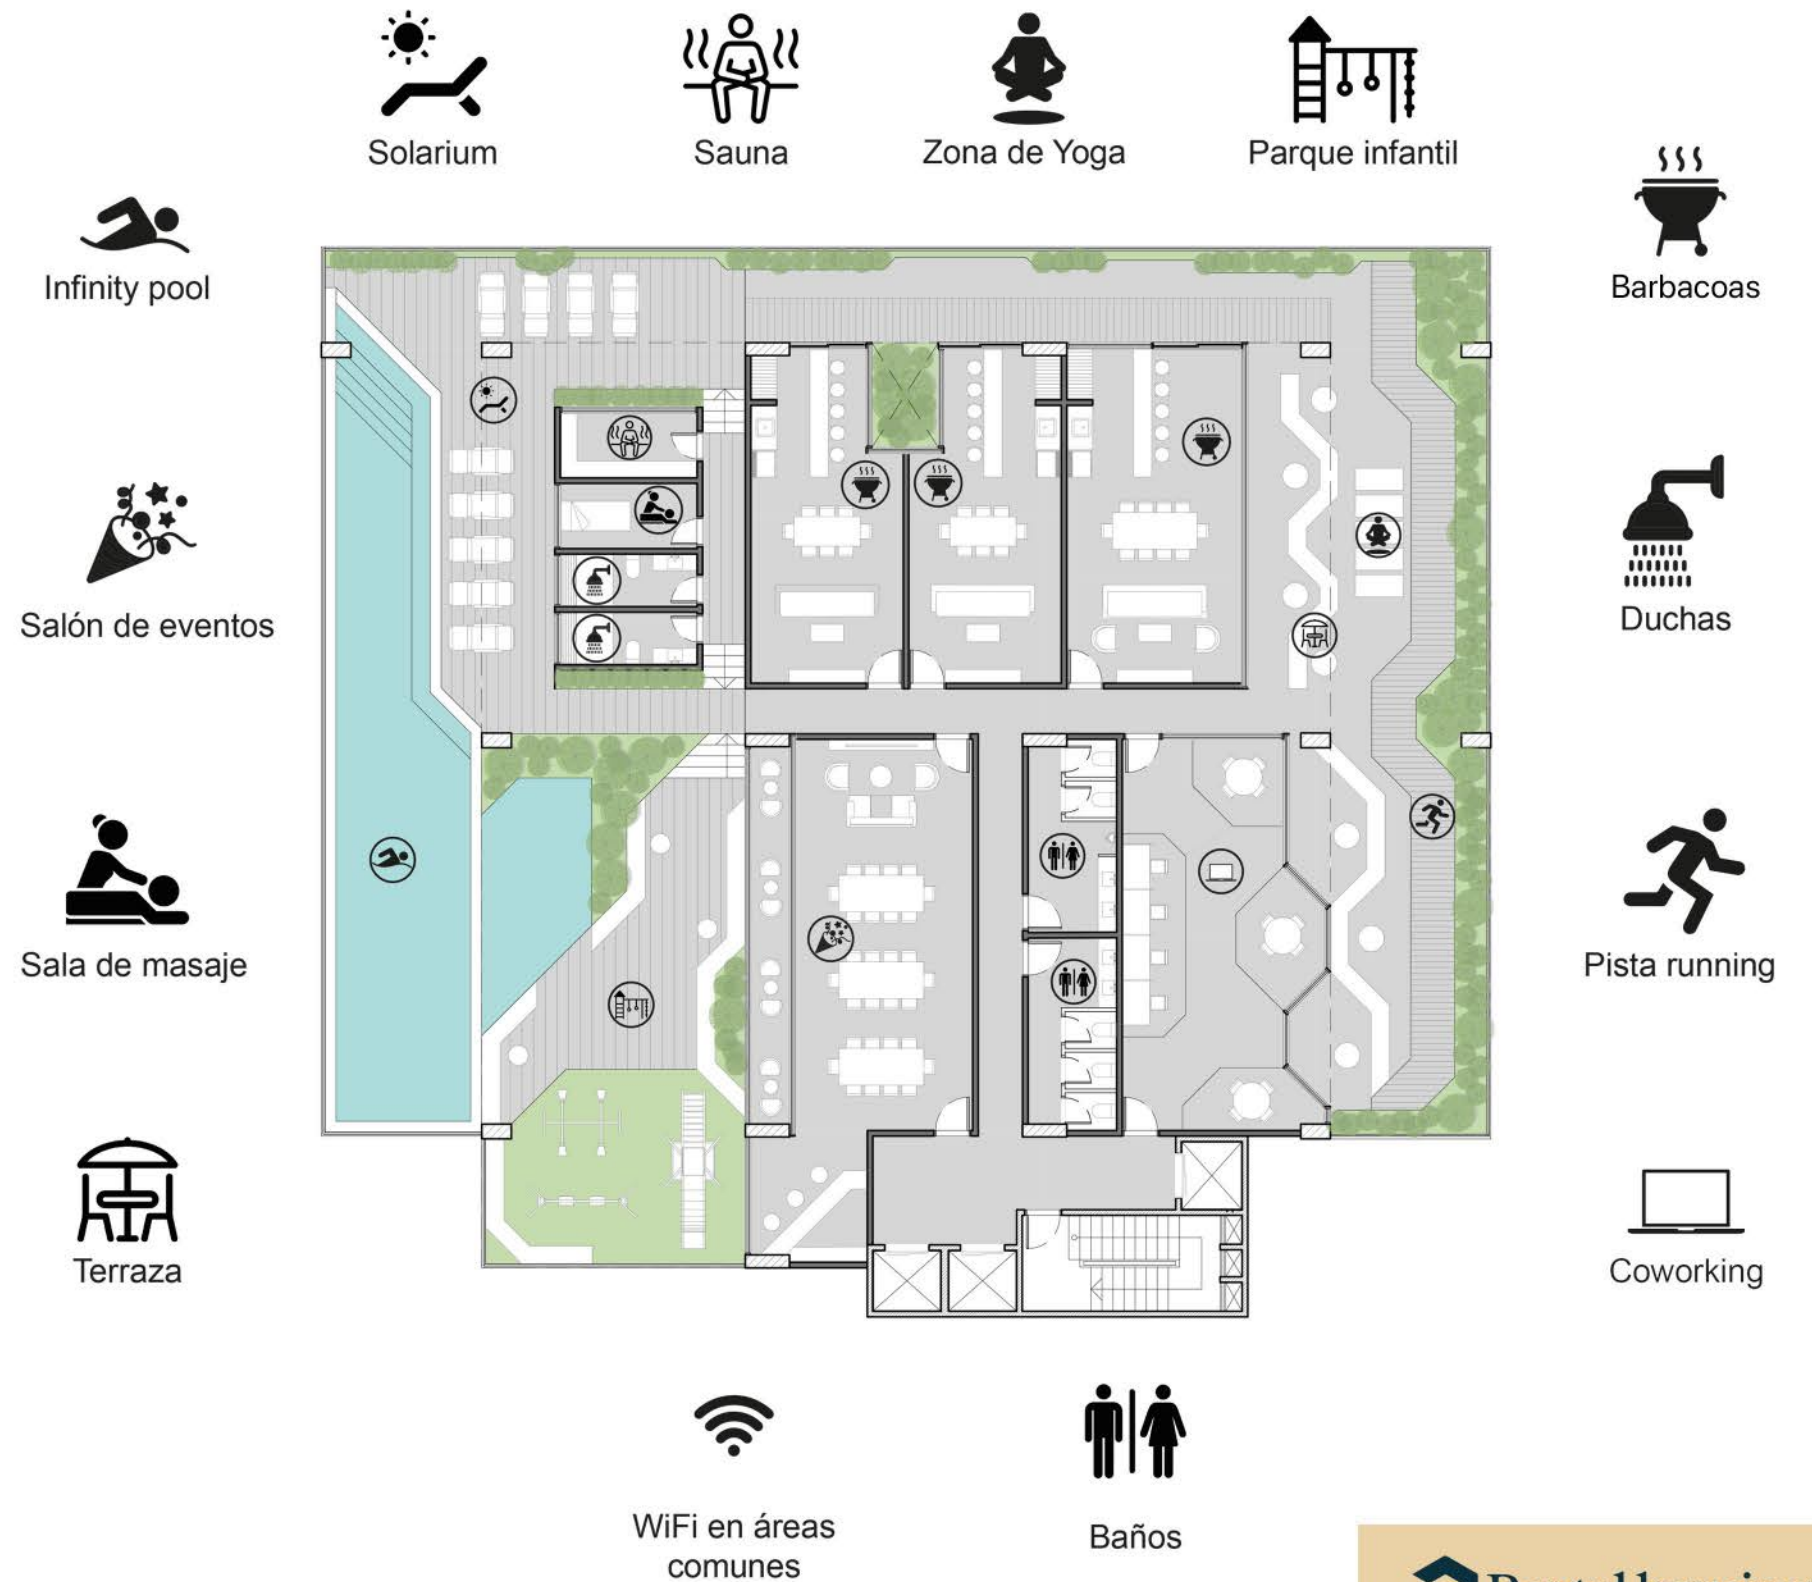 Solarium
Sauna
Zona de Yoga
Parque infantil
Infinity pool
Barbacoas
Salón de eventos
Duchas
Sala de masaje
Pista running
Terraza
Coworking
WiFi en áreas
comunes
Baños